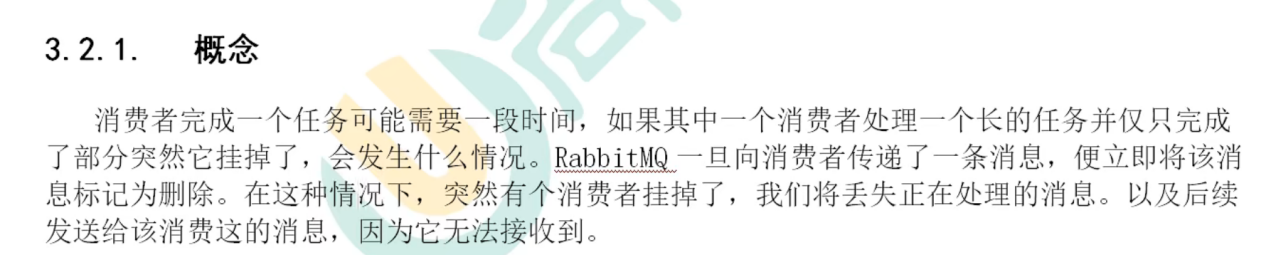 3.2.1. 概念
消费者完成一个任务可能需要一段时间，如果其中一个消费者处理一个长的任务并仅只完成
了部分突然它挂掉了，会发生什么情况。RabbitMQ 一旦向消费者传递了一条消息，便立即将该消
息标记为删除。在这种情况下，突然有个消费者挂掉了，我们将丢失正在处理的消息。以及后续
发送给该消费这的消息，因为它无法接收到。